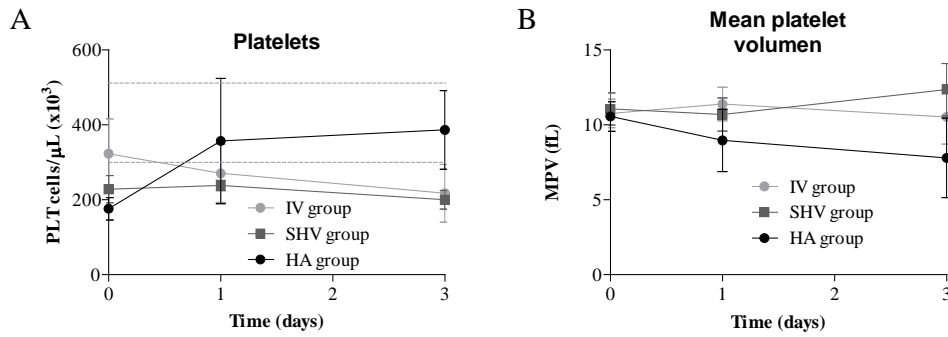 A
Platelets
PLT cells/µL (x10³)
600
400
200
0
IV group
SHV group
HA group
0 1 2 3
Time (days)
B
Mean platelet
volumen
MPV (fL)
15
10
5
0
IV group
SHV group
HA group
0 1 2 3
Time (days)